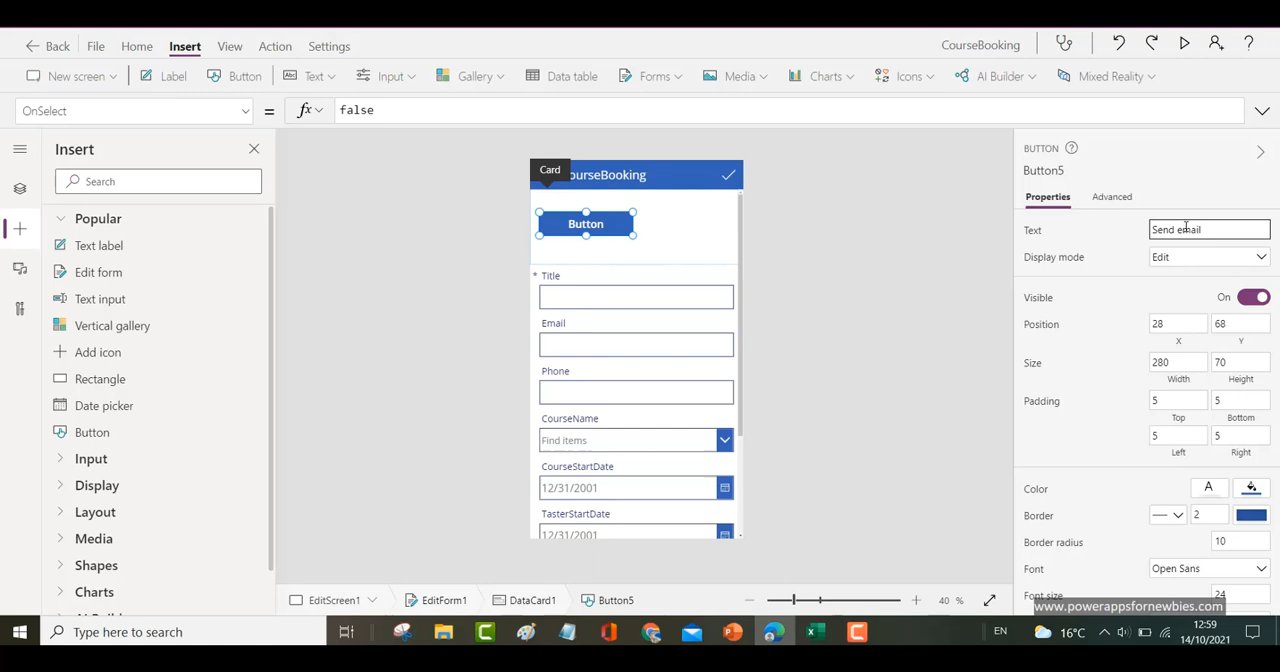 Back File Home Insert View Action Settings CourseBooking
New screen Label Button Text Input Gallery Data table Forms Media Charts Icons AI Builder Mixed Reality
OnSelect = fx false
Insert
Search
Popular
Text label
Edit form
Text input
Vertical gallery
Add icon
Rectangle
Date picker
Button
Input
Display
Layout
Media
Shapes
Charts
Card
ourseBooking
Button
* Title
Email
Phone
CourseName
Find items
CourseStartDate
12/31/2001
TasterStartDate
12/31/2001
BUTTON
Button5
Properties Advanced
Text Send email
Display mode Edit
Visible On
Position 28 68
X Y
Size 280 70
Width Height
Padding 5 5
Top Bottom
5 5
Left Right
Color A
Border 2
Border radius 10
Font Open Sans
Font size 24
EditScreen1 EditForm1 DataCard1 Button5 40 %
www.powerappsfornewbies.com
Type here to search
16°C
EN
12:59
14/10/2021